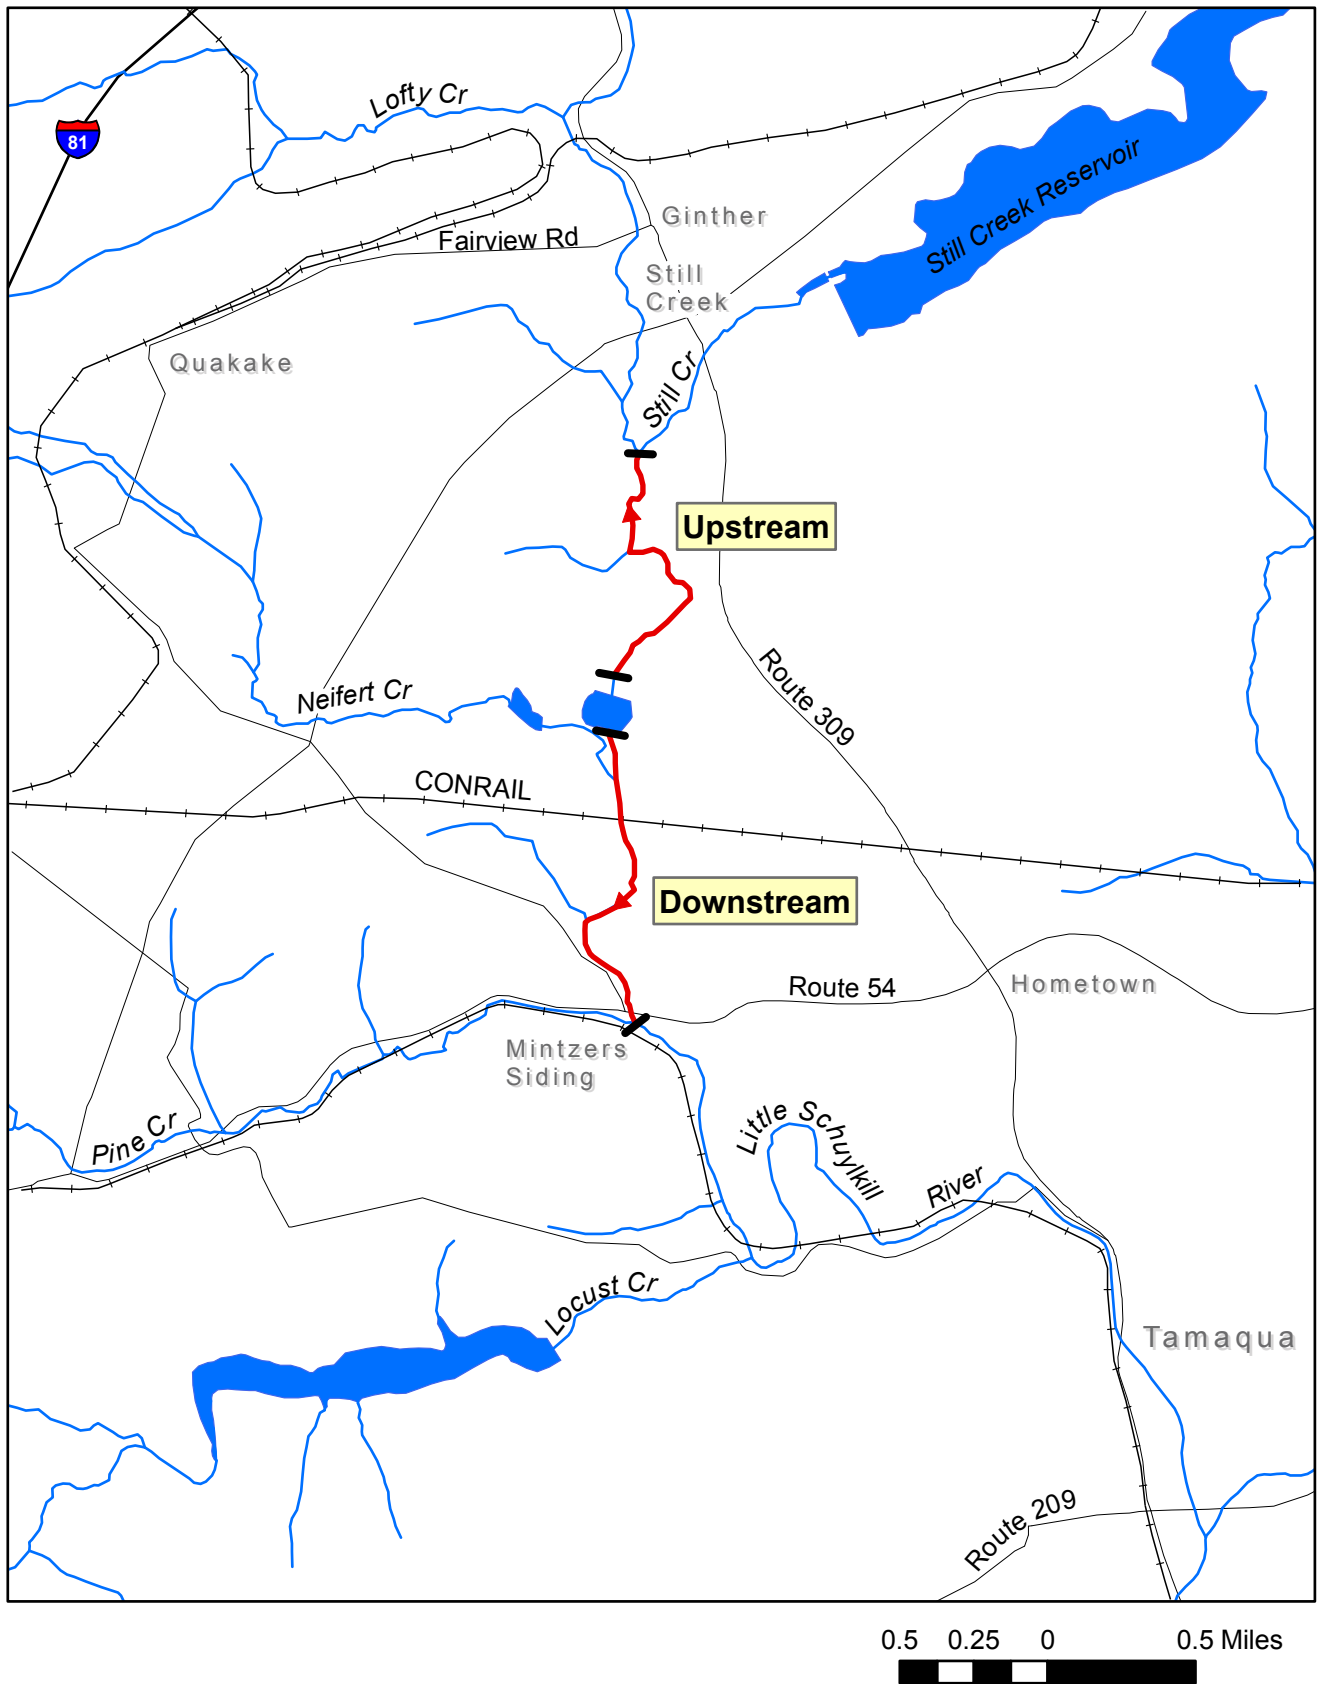 81
Lofty Cr
Still Creek Reservoir
Ginther
Fairview Rd
Still
Creek
Quakake
Still Cr
Upstream
Neifert Cr
Route 309
CONRAIL
Downstream
Route 54
Hometown
Mintzers
Siding
Pine Cr
Little Schuylkill
River
Locust Cr
Tamaqua
Route 209
0.5 0.25 0 0.5 Miles